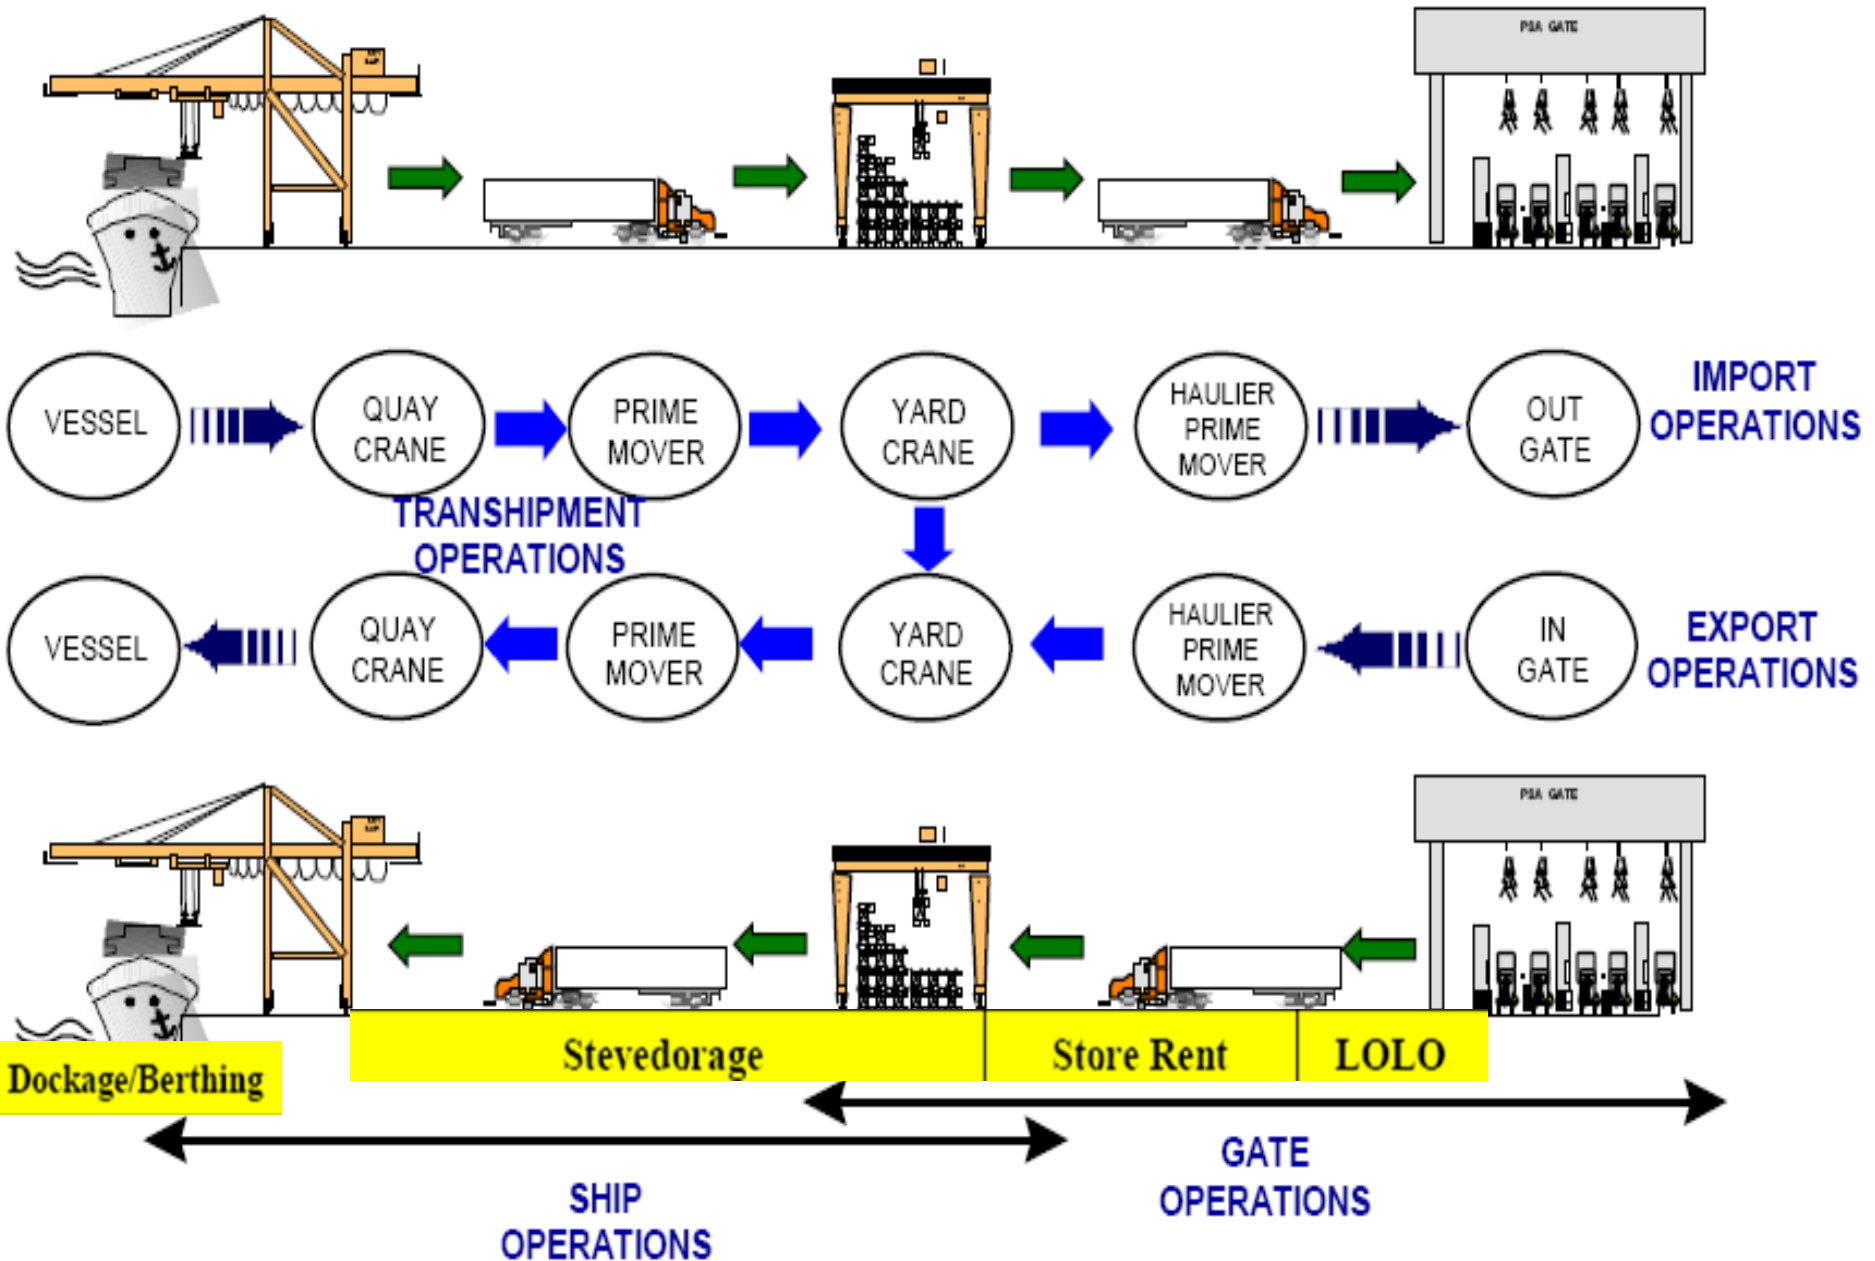 PSA GATE
VESSEL
QUAY
CRANE
PRIME
MOVER
YARD
CRANE
HAULIER
PRIME
MOVER
OUT
GATE
IMPORT
OPERATIONS
TRANSHIPMENT
OPERATIONS
VESSEL
QUAY
CRANE
PRIME
MOVER
YARD
CRANE
HAULIER
PRIME
MOVER
IN
GATE
EXPORT
OPERATIONS
PSA GATE
Dockage/Berthing
Stevedorage
Store Rent
LOLO
SHIP
OPERATIONS
GATE
OPERATIONS